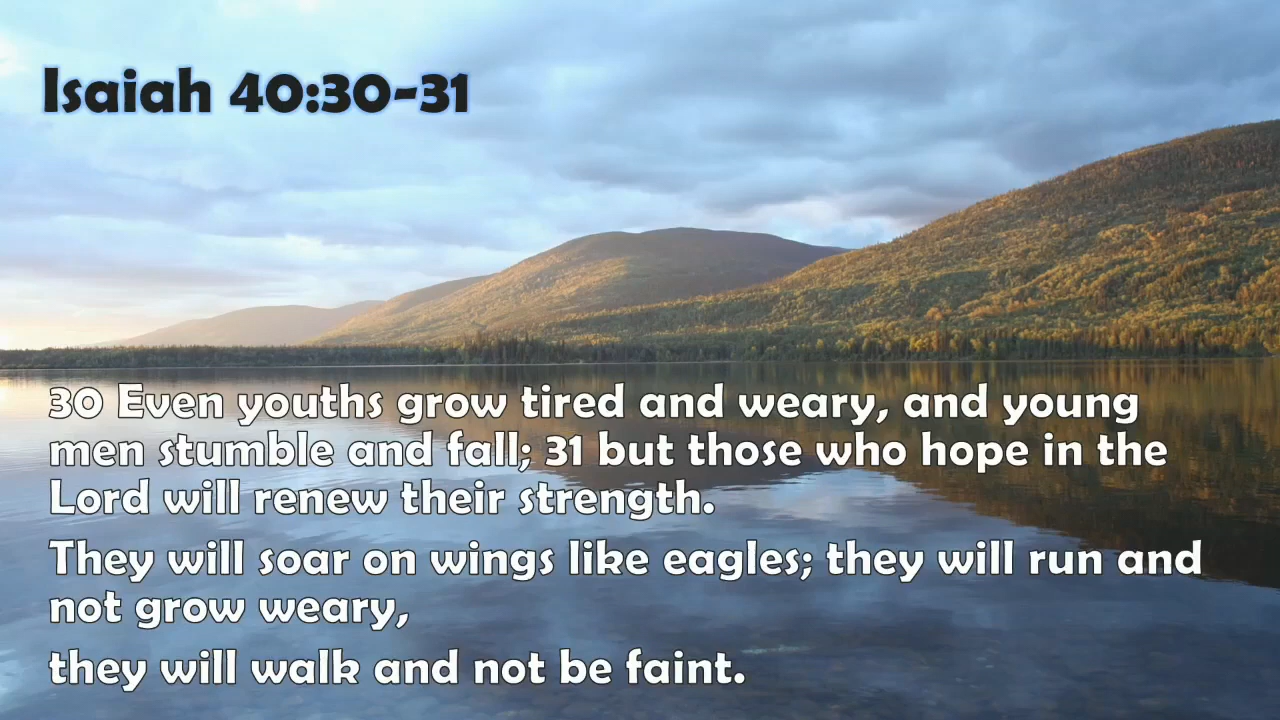 Isaiah 40:30-31
30 Even youths grow tired and weary, and young
men stumble and fall; 31 but those who hope in the
Lord will renew their strength.
They will soar on wings like eagles; they will run and
not grow weary,
they will walk and not be faint.